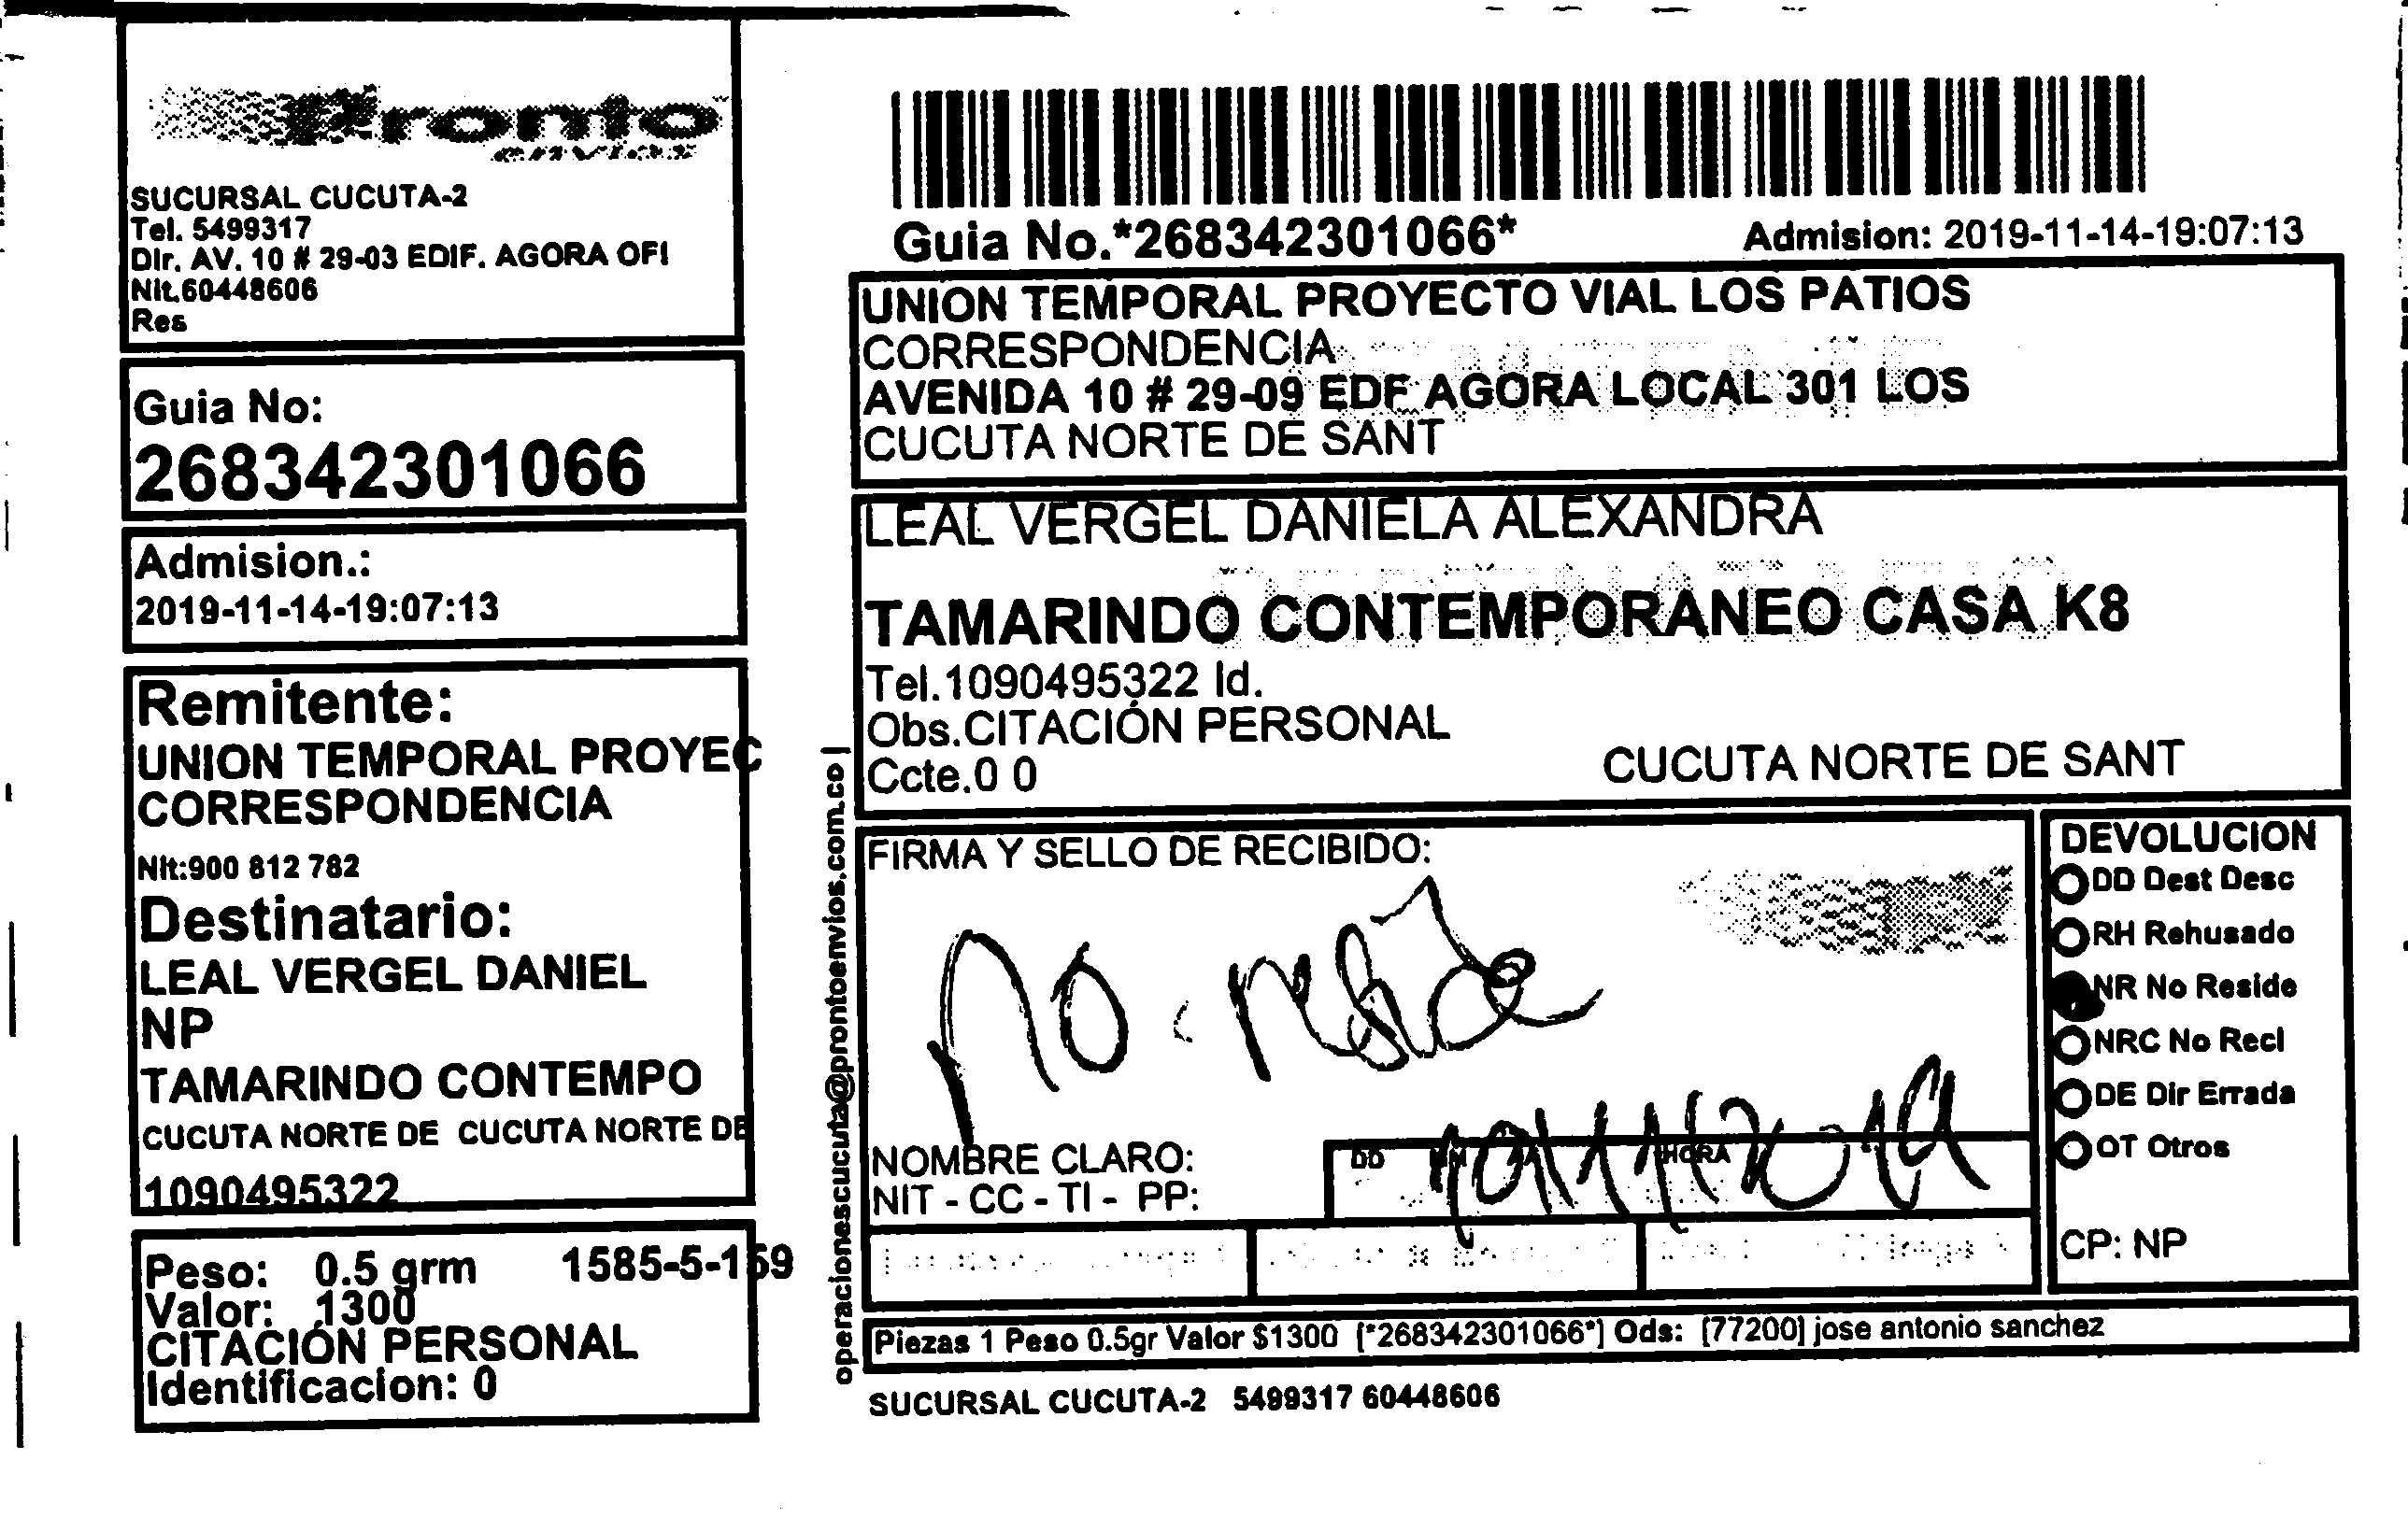 Pronto
envios
SUCURSAL CUCUTA-2
Tel. 5499317
Dir. AV. 10 # 29-03 EDIF. AGORA OFI
Nit.60448606
Res
Guia No:
268342301066
Admision.:
2019-11-14-19:07:13
Remitente:
UNION TEMPORAL PROYEC
CORRESPONDENCIA
Nit:900 812 782
Destinatario:
LEAL VERGEL DANIEL
NP
TAMARINDO CONTEMPO
CUCUTA NORTE DE CUCUTA NORTE DE
1090495322
Peso: 0.5 grm 1585-5-159
Valor: 1300
CITACIÓN PERSONAL
Identificacion: 0
operacionescucuta@prontoenvios.com.co |
Guia No.*268342301066* Admision: 2019-11-14-19:07:13
UNION TEMPORAL PROYECTO VIAL LOS PATIOS
CORRESPONDENCIA
AVENIDA 10 # 29-09 EDF AGORA LOCAL 301 LOS
CUCUTA NORTE DE SANT
LEAL VERGEL DANIELA ALEXANDRA
TAMARINDO CONTEMPORANEO CASA K8
Tel.1090495322 Id.
Obs.CITACIÓN PERSONAL
Ccte.0 0 CUCUTA NORTE DE SANT
FIRMA Y SELLO DE RECIBIDO:
No. reside
NOMBRE CLARO:
NIT - CC - TI - PP:
DD HORA
DEVOLUCION
DD Dest Desc
RH Rehusado
NR No Reside
NRC No Recl
DE Dir Errada
OT Otros
CP: NP
Piezas 1 Peso 0.5gr Valor $1300 [*268342301066*] Ods: [77200] jose antonio sanchez
SUCURSAL CUCUTA-2 5499317 60448606